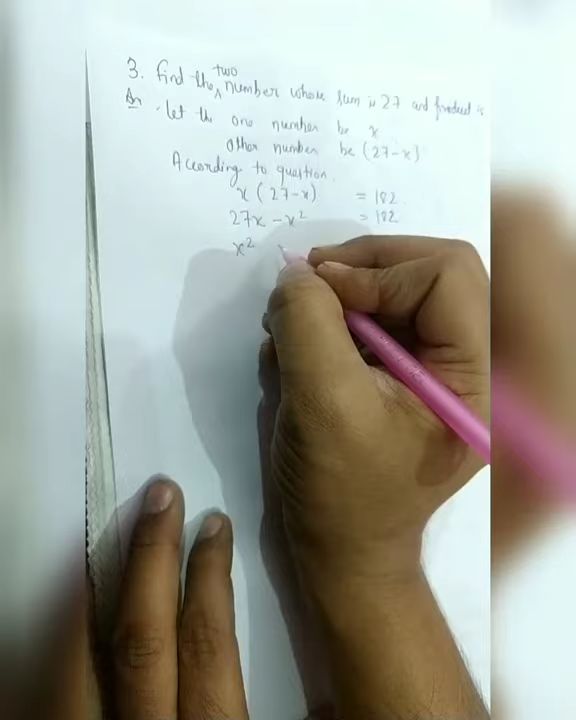 3. Find the two number whose sum is 27 and product is
An let the one number be x
Other number be (27-x)
According to question.
x (27-x) = 182
27x - x² = 182
x²